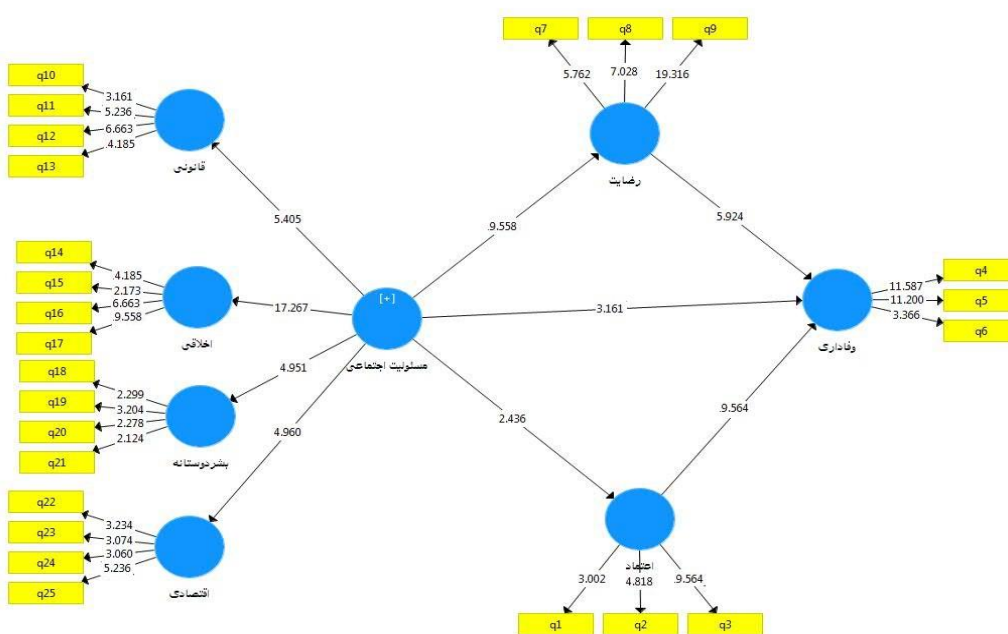 q7
q8
q9
5.762
7.028
19.316
رضایت
q10
q11
q12
q13
3.161
5.236
6.663
4.185
قانونی
5.405
9.558
5.924
q14
q15
q16
q17
4.185
2.173
6.663
9.558
اخلاقی
17.267
[+]
مسئولیت اجتماعی
3.161
q4
q5
q6
11.587
11.200
3.366
وفاداری
q18
q19
q20
q21
2.299
3.204
2.278
2.124
بشردوستانه
4.951
4.960
2.436
9.564
q22
q23
q24
q25
3.234
3.074
3.060
5.236
اقتصادی
اعتماد
3.002
4.818
9.564
q1
q2
q3